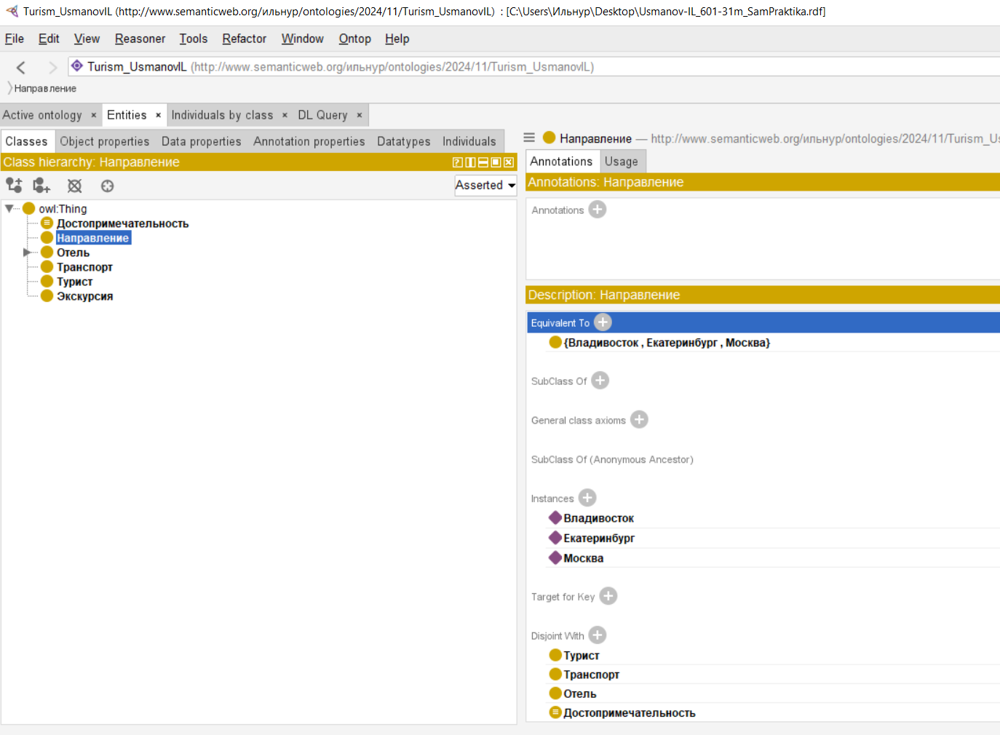 Turism_UsmanovIL (http://www.semanticweb.org/ильнур/ontologies/2024/11/Turism_UsmanovIL) : [C:\Users\Ильнур\Desktop\Usmanov-IL_601-31m_SamPraktika.rdf]
File Edit View Reasoner Tools Refactor Window Ontop Help
Turism_UsmanovIL (http://www.semanticweb.org/ильнур/ontologies/2024/11/Turism_UsmanovIL)
Направление
Active ontology × Entities × Individuals by class × DL Query ×
Classes Object properties Data properties Annotation properties Datatypes Individuals
Class hierarchy: Направление
Asserted
owl:Thing
Достопримечательность
Направление
Отель
Транспорт
Турист
Экскурсия
Направление — http://www.semanticweb.org/ильнур/ontologies/2024/11/Turism_Us
Annotations Usage
Annotations: Направление
Annotations
Description: Направление
Equivalent To
{Владивосток , Екатеринбург , Москва}
SubClass Of
General class axioms
SubClass Of (Anonymous Ancestor)
Instances
Владивосток
Екатеринбург
Москва
Target for Key
Disjoint With
Турист
Транспорт
Отель
Достопримечательность